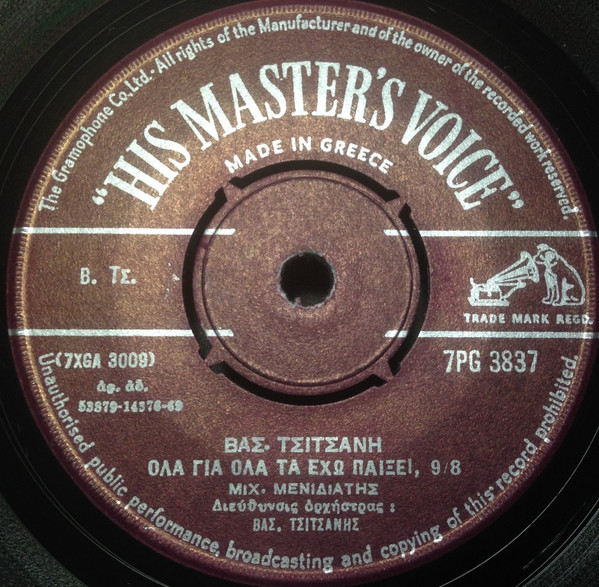 The Gramophone Co. Ltd. All rights of the Manufacturer and of the owner of the recorded work reserved
"HIS MASTER'S VOICE"
MADE IN GREECE
Β. ΤΣ.
TRADE MARK REGD.
(7XGA 3009)
7PG 3837
ἀρ. ἀδ.
53879-14376-69
ΒΑΣ. ΤΣΙΤΣΑΝΗ
ΟΛΑ ΓΙΑ ΟΛΑ ΤΑ ΕΧΩ ΠΑΙΞΕΙ, 9/8
ΜΙΧ. ΜΕΝΙΔΙΑΤΗΣ
Διεύθυνσις ὀρχήστρας :
ΒΑΣ. ΤΣΙΤΣΑΝΗΣ
Unauthorised public performance, broadcasting and copying of this record prohibited.